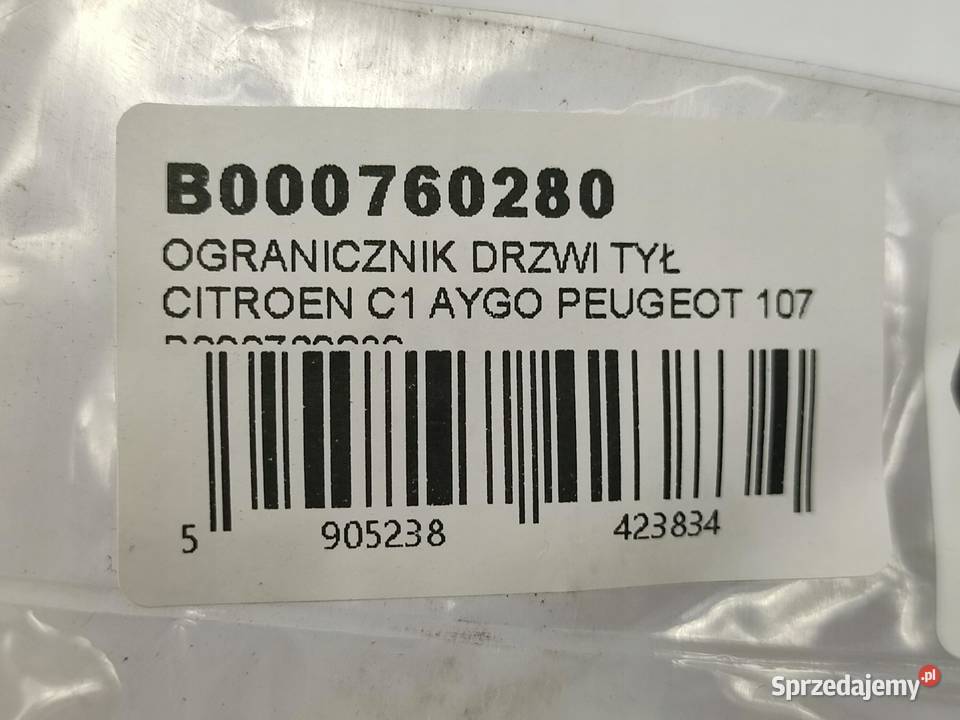 B000760280
OGRANICZNIK DRZWI TYŁ
CITROEN C1 AYGO PEUGEOT 107
5 905238 423834
Sprzedajemy.pl